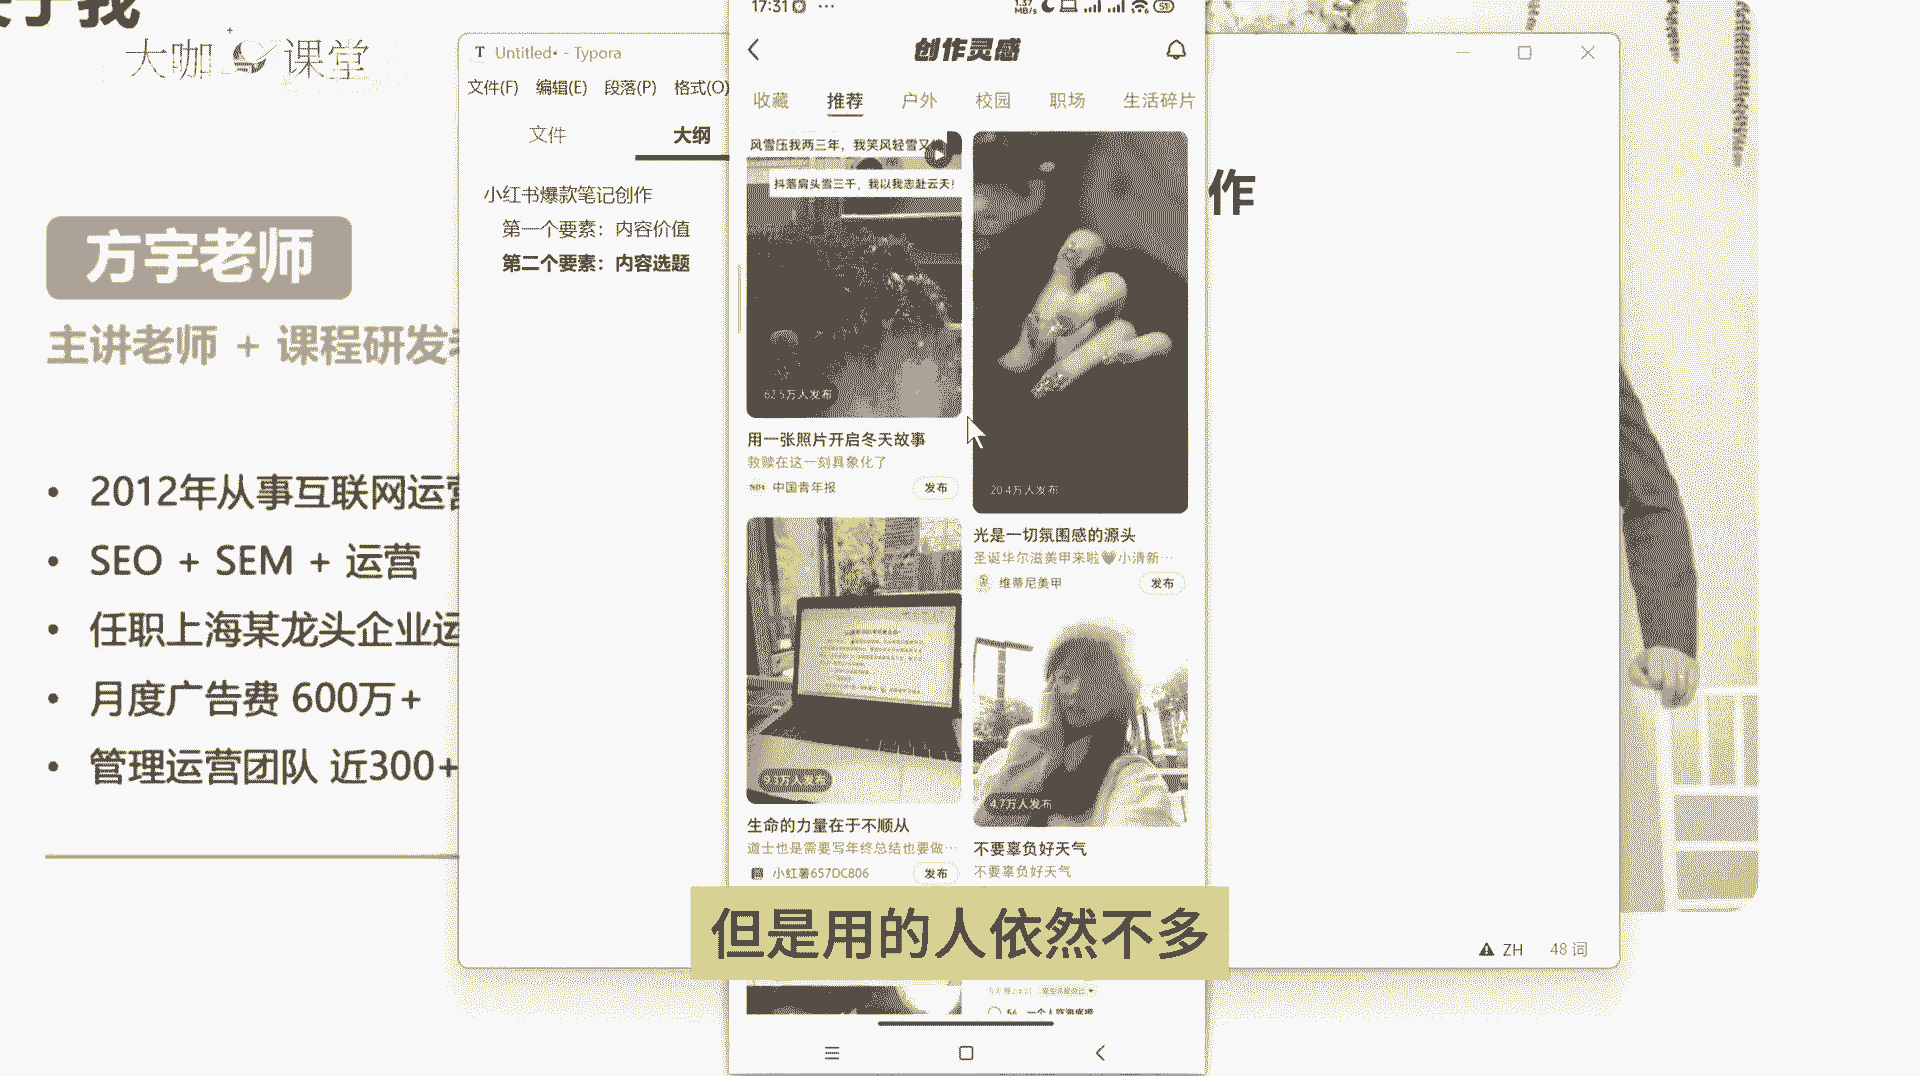 大咖课堂
方宇老师
主讲老师 + 课程研发
2012年从事互联网运营
SEO + SEM + 运营
任职上海某龙头企业运
月度广告费 600万+
管理运营团队 近300+
Untitled• - Typora
文件(F) 编辑(E) 段落(P) 格式(O)
文件 大纲
小红书爆款笔记创作
第一个要素：内容价值
第二个要素：内容选题
作
17:31
创作灵感
收藏 推荐 户外 校园 职场 生活碎片
风雪压我两三年，我笑风轻雪又
抖落肩头雪三千，我以我志赴云天！
62.5万人发布
用一张照片开启冬天故事
救赎在这一刻具象化了
中国青年报 发布
20.4万人发布
光是一切氛围感的源头
圣诞华尔滋美甲来啦🖤小清新…
维蒂尼美甲 发布
9.3万人发布
生命的力量在于不顺从
道士也是需要写年终总结也要做…
小红薯657DC806 发布
4.7万人发布
不要辜负好天气
不要辜负好天气
但是用的人依然不多
ZH 48 词